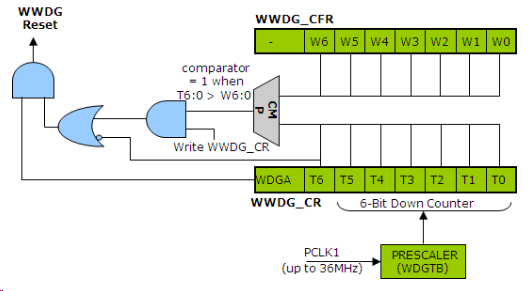 WWDG
Reset
WWDG_CFR
- W6 W5 W4 W3 W2 W1 W0
comparator
= 1 when
T6:0 > W6:0
CM
P
Write WWDG_CR
WDGA T6 T5 T4 T3 T2 T1 T0
WWDG_CR
6-Bit Down Counter
PCLK1
(up to 36MHz)
PRESCALER
(WDGTB)